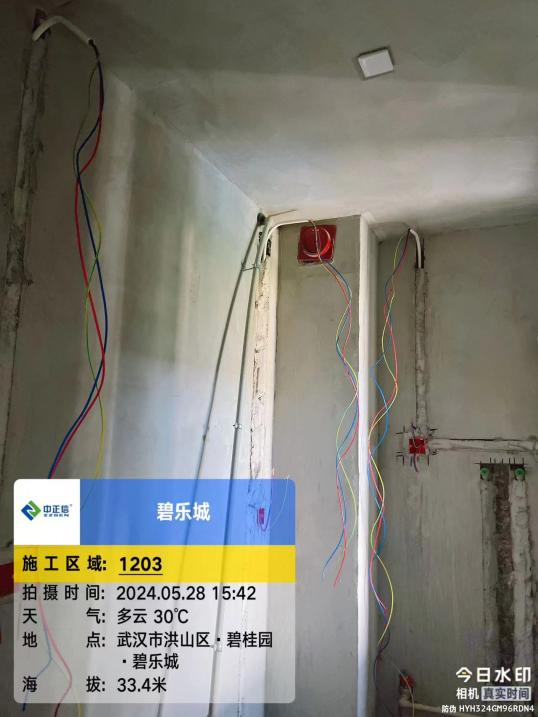 中正信
ZZOXCN
碧乐城
施工区域: 1203
拍摄时间: 2024.05.28 15:42
天气: 多云 30℃
地点: 武汉市洪山区·碧桂园
·碧乐城
海拔: 33.4米
今日水印
相机 真实时间
防伪 HYH324GM96RDN4